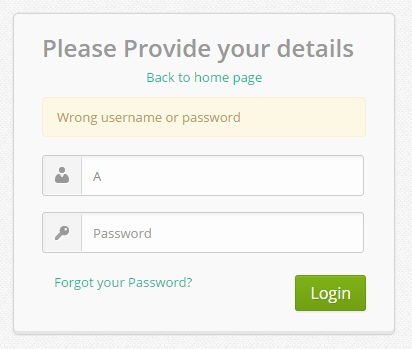 Please Provide your details
Back to home page
Wrong username or password
A
Password
Forgot your Password?
Login